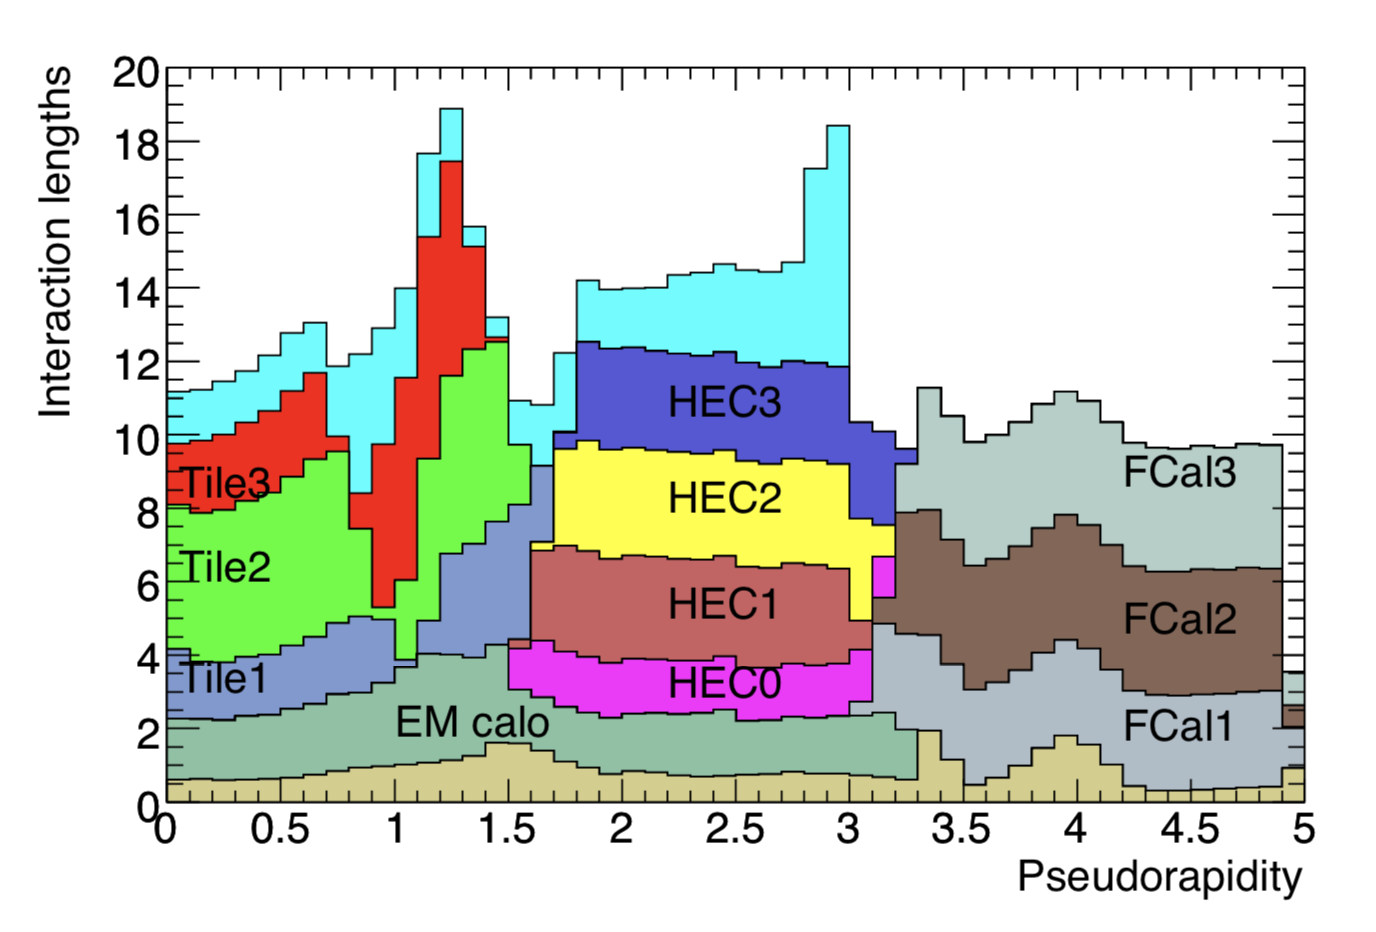 Interaction lengths
20
18
16
14
12
10
8
6
4
2
0
Tile3
Tile2
Tile1
EM calo
HEC3
HEC2
HEC1
HEC0
FCal3
FCal2
FCal1
0 0.5 1 1.5 2 2.5 3 3.5 4 4.5 5
Pseudorapidity